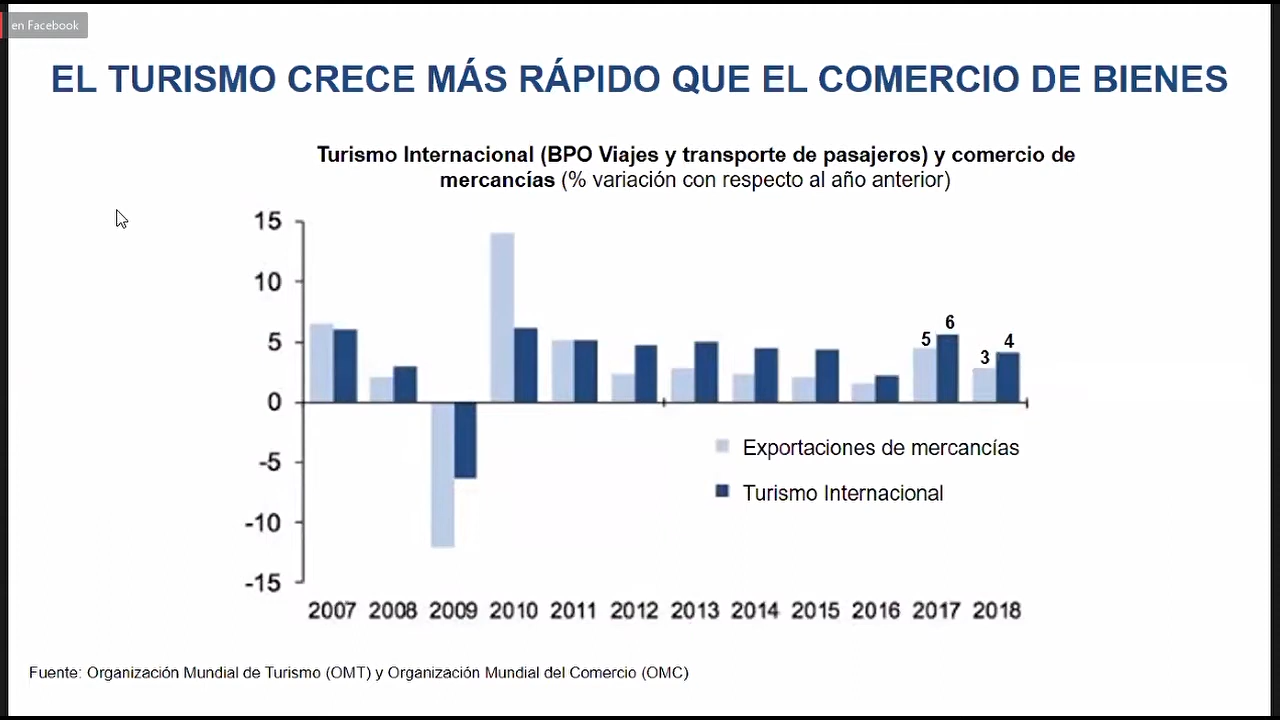 en Facebook
EL TURISMO CRECE MÁS RÁPIDO QUE EL COMERCIO DE BIENES
Turismo Internacional (BPO Viajes y transporte de pasajeros) y comercio de
mercancías (% variación con respecto al año anterior)
15
10
5
0
-5
-10
-15
5
6
3
4
Exportaciones de mercancías
Turismo Internacional
2007 2008 2009 2010 2011 2012 2013 2014 2015 2016 2017 2018
Fuente: Organización Mundial de Turismo (OMT) y Organización Mundial del Comercio (OMC)